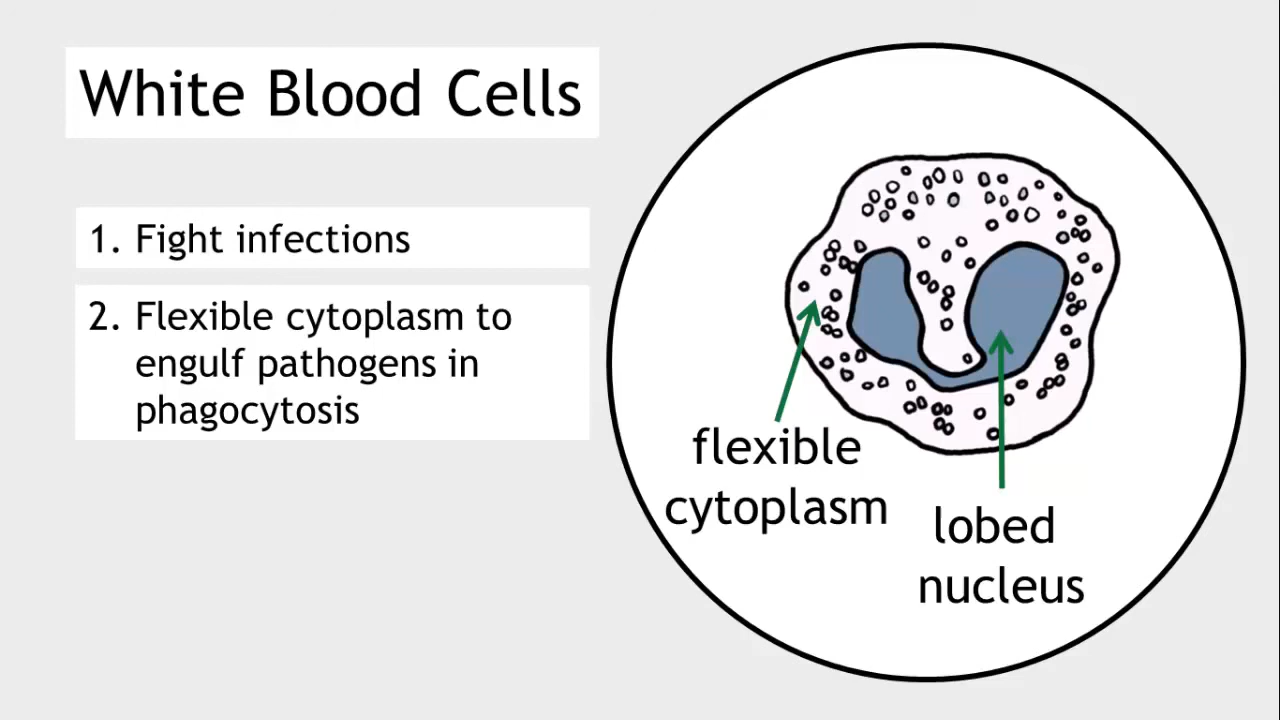 White Blood Cells
1. Fight infections
2. Flexible cytoplasm to
engulf pathogens in
phagocytosis
flexible
cytoplasm
lobed
nucleus